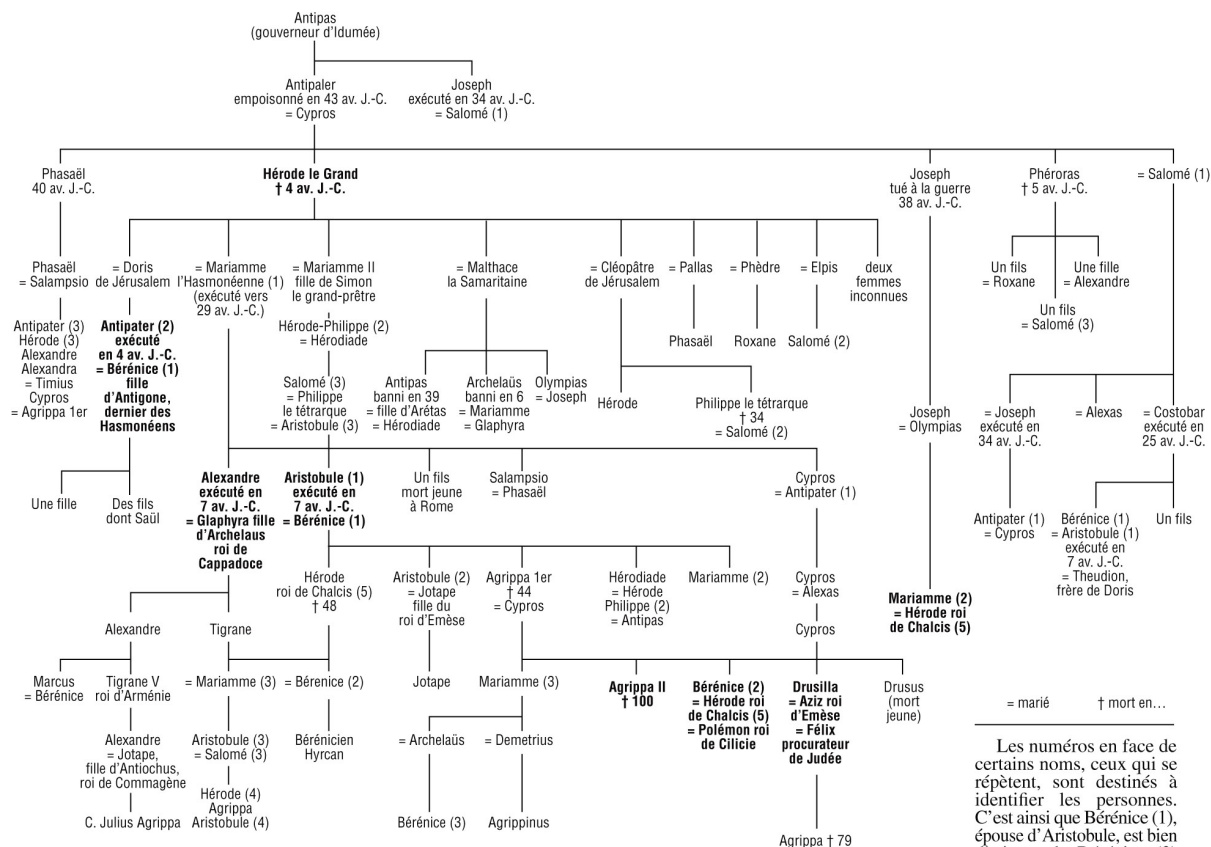 Antipas
(gouverneur d'Idumée)
Antipaler
empoisonné en 43 av. J.-C.
= Cypros
Joseph
exécuté en 34 av. J.-C.
= Salomé (1)
Phasaël
40 av. J.-C.
Hérode le Grand
† 4 av. J.-C.
Joseph
tué à la guerre
38 av. J.-C.
Phéroras
† 5 av. J.-C.
= Salomé (1)
Phasaël
= Salampsio
= Doris
de Jérusalem
= Mariamme
l'Hasmonéenne (1)
(exécuté vers
29 av. J.-C.)
= Mariamme II
fille de Simon
le grand-prêtre
= Malthace
la Samaritaine
= Cléopâtre
de Jérusalem
= Pallas
= Phèdre
= Elpis
deux
femmes
inconnues
Un fils
= Roxane
Une fille
= Alexandre
Un fils
= Salomé (3)
Antipater (3)
Hérode (3)
Alexandre
Alexandra
= Timius
Cypros
= Agrippa 1er
Antipater (2)
exécuté
en 4 av. J.-C.
= Bérénice (1)
fille
d'Antigone,
dernier des
Hasmonéens
Hérode-Philippe (2)
= Hérodiade
Salomé (3)
= Philippe
le tétrarque
= Aristobule (3)
Antipas
banni en 39
= fille d'Arétas
= Hérodiade
Archelaüs
banni en 6
= Mariamme
= Glaphyra
Olympias
= Joseph
Hérode
Philippe le tétrarque
† 34
= Salomé (2)
Phasaël
Roxane
Salomé (2)
Joseph
= Olympias
= Joseph
exécuté en
34 av. J.-C.
= Alexas
= Costobar
exécuté en
25 av. J.-C.
Une fille
Des fils
dont Saül
Alexandre
exécuté en
7 av. J.-C.
= Glaphyra fille
d'Archelaus
roi de
Cappadoce
Aristobule (1)
exécuté en
7 av. J.-C.
= Bérénice (1)
Un fils
mort jeune
à Rome
Salampsio
= Phasaël
Cypros
= Antipater (1)
Antipater (1)
= Cypros
Bérénice (1)
= Aristobule (1)
exécuté en
7 av. J.-C.
= Theudion,
frère de Doris
Un fils
Hérode
roi de Chalcis (5)
† 48
Aristobule (2)
= Jotape
fille du
roi d'Emèse
Agrippa 1er
† 44
= Cypros
Hérodiade
= Hérode
Philippe (2)
= Antipas
Mariamme (2)
Cypros
= Alexas
Mariamme (2)
= Hérode roi
de Chalcis (5)
Alexandre
Tigrane
Cypros
Marcus
= Bérénice
Tigrane V
roi d'Arménie
= Mariamme (3)
= Bérenice (2)
Jotape
Mariamme (3)
Agrippa II
† 100
Bérénice (2)
= Hérode roi
de Chalcis (5)
= Polémon roi
de Cilicie
Drusilla
= Aziz roi
d'Emèse
= Félix
procurateur
de Judée
Drusus
(mort
jeune)
= marié
† mort en...
Alexandre
= Jotape,
fille d'Antiochus,
roi de Commagène
Aristobule (3)
= Salomé (3)
Bérénicien
Hyrcan
= Archelaüs
= Demetrius
Hérode (4)
Agrippa
Aristobule (4)
C. Julius Agrippa
Bérénice (3)
Agrippinus
Agrippa † 79
Les numéros en face de
certains noms, ceux qui se
répètent, sont destinés à
identifier les personnes.
C'est ainsi que Bérénice (1),
épouse d'Aristobule, est bien